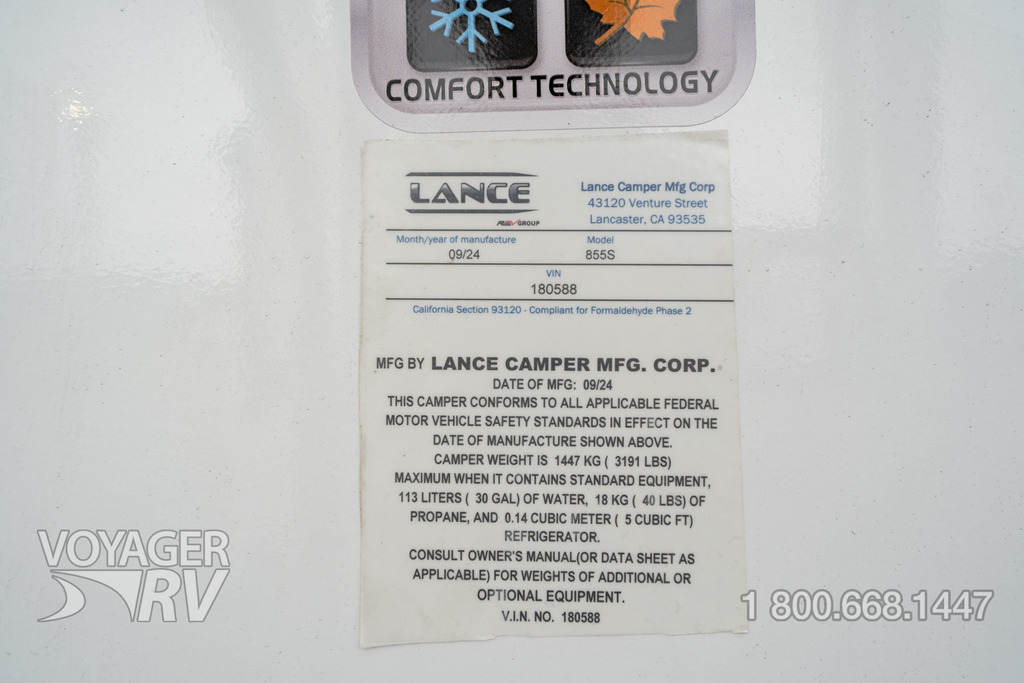 COMFORT TECHNOLOGY
LANCE
REV GROUP
Lance Camper Mfg Corp
43120 Venture Street
Lancaster, CA 93535
Month/year of manufacture Model
09/24 855S
VIN
180588
California Section 93120 - Compliant for Formaldehyde Phase 2
MFG BY LANCE CAMPER MFG. CORP.
DATE OF MFG: 09/24
THIS CAMPER CONFORMS TO ALL APPLICABLE FEDERAL
MOTOR VEHICLE SAFETY STANDARDS IN EFFECT ON THE
DATE OF MANUFACTURE SHOWN ABOVE.
CAMPER WEIGHT IS 1447 KG ( 3191 LBS)
MAXIMUM WHEN IT CONTAINS STANDARD EQUIPMENT,
113 LITERS ( 30 GAL) OF WATER, 18 KG ( 40 LBS) OF
PROPANE, AND 0.14 CUBIC METER ( 5 CUBIC FT)
REFRIGERATOR.
CONSULT OWNER'S MANUAL(OR DATA SHEET AS
APPLICABLE) FOR WEIGHTS OF ADDITIONAL OR
OPTIONAL EQUIPMENT.
V.I.N. NO. 180588
VOYAGER
RV
1 800.668.1447